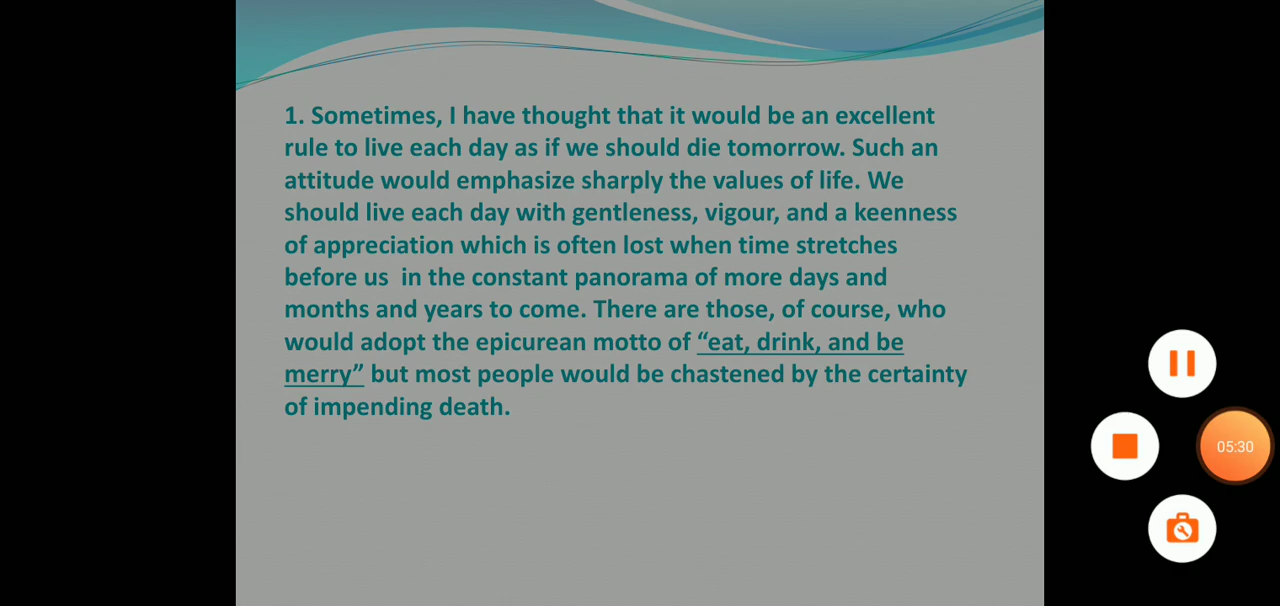 1. Sometimes, I have thought that it would be an excellent
rule to live each day as if we should die tomorrow. Such an
attitude would emphasize sharply the values of life. We
should live each day with gentleness, vigour, and a keenness
of appreciation which is often lost when time stretches
before us  in the constant panorama of more days and
months and years to come. There are those, of course, who
would adopt the epicurean motto of “eat, drink, and be
merry” but most people would be chastened by the certainty
of impending death.
05:30